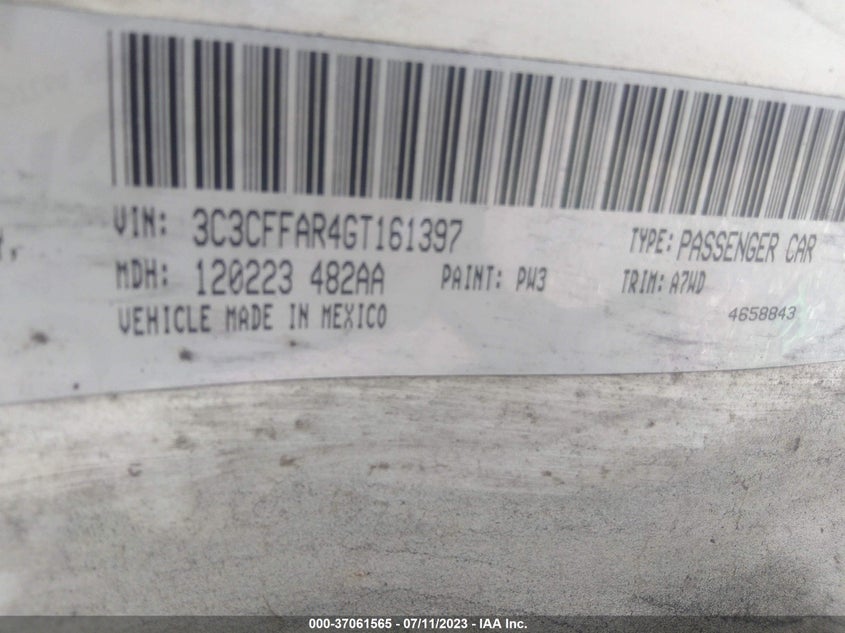 VIN: 3C3CFFAR4GT161397 TYPE: PASSENGER CAR
MDH: 120223 482AA PAINT: PW3 TRIM: A7WD
VEHICLE MADE IN MEXICO 4658843
000-37061565 - 07/11/2023 - IAA Inc.